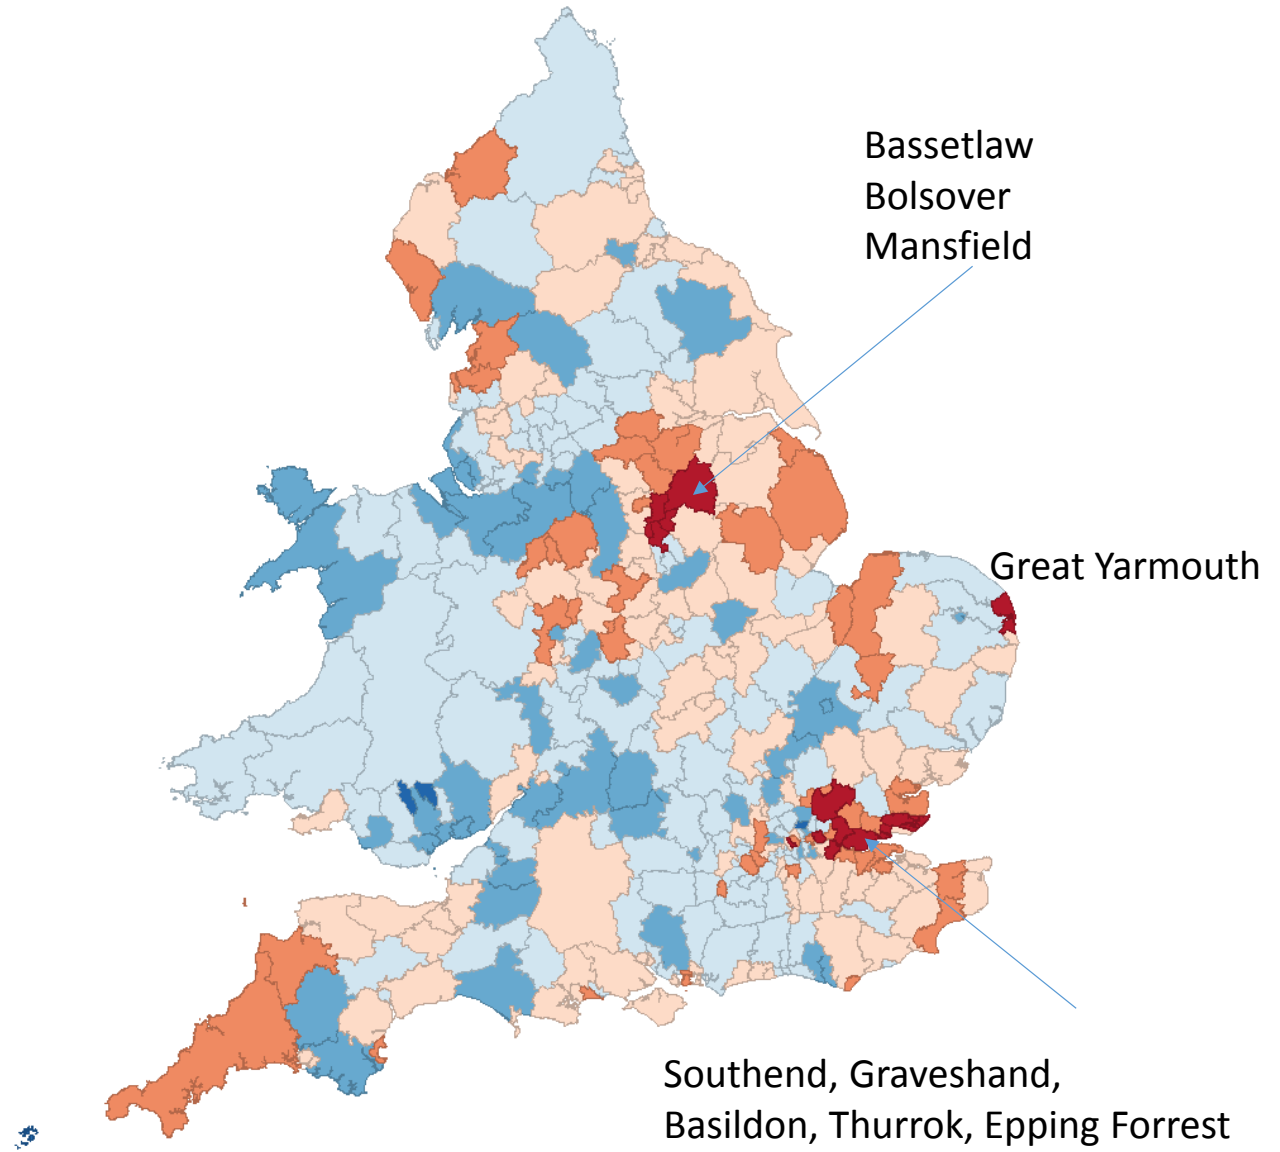 Bassetlaw
Bolsover
Mansfield
Great Yarmouth
Southend, Graveshand,
Basildon, Thurrok, Epping Forrest